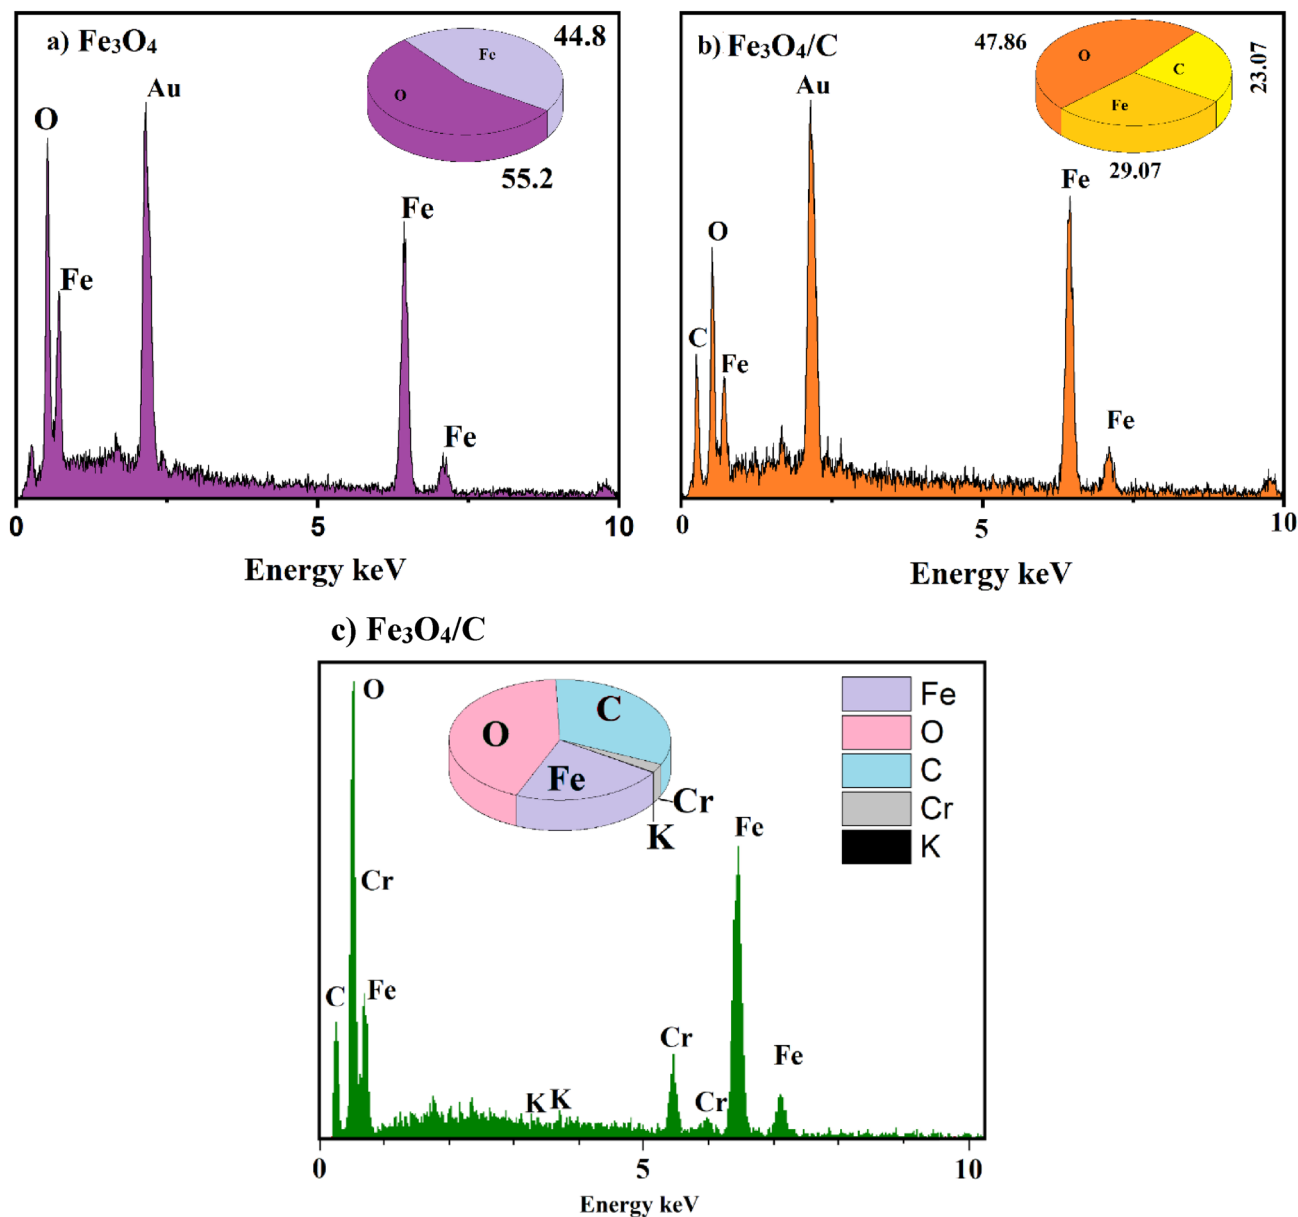 a) Fe₃O₄
44.8
Fe
O
55.2
Au
O
Fe
Fe
Fe
0
5
10
Energy keV
b) Fe₃O₄/C
47.86
O
C
23.07
Fe
29.07
Au
Fe
O
C
Fe
Fe
0
5
10
Energy keV
c) Fe₃O₄/C
O
C
O
Fe
Cr
K
Fe
O
C
Cr
K
Cr
Fe
C
Fe
Cr
Fe
K
K
Cr
0
5
10
Energy keV